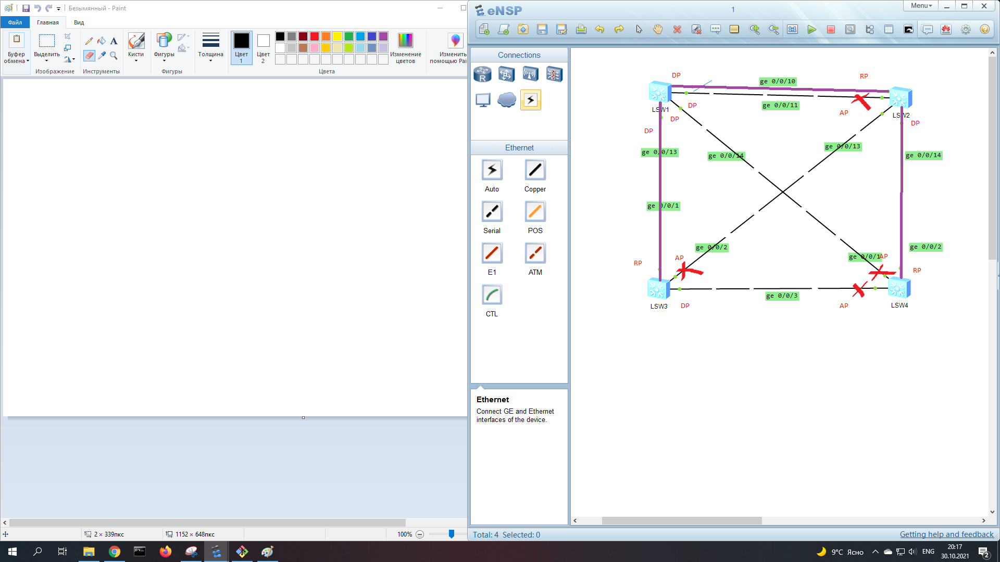 Безымянный - Paint
Файл
Главная
Вид
Буфер
обмена
Выделить
Изображение
Инструменты
Кисти
Фигуры
Фигуры
Толщина
Цвет
1
Цвет
2
Цвета
Изменение
цветов
Изменить
помощью Pai
100%
2 × 339пкс
1152 × 648пкс
eNSP
1
Menu
Connections
R
Ethernet
Auto
Copper
Serial
POS
E1
ATM
CTL
Ethernet
Connect GE and Ethernet
interfaces of the device.
DP
ge 0/0/10
RP
DP
ge 0/0/11
AP
LSW1
LSW2
DP
DP
DP
ge 0/0/13
ge 0/0/14
ge 0/0/13
ge 0/0/14
ge 0/0/1
ge 0/0/2
ge 0/0/2
ge 0/0/1
AP
RP
AP
RP
ge 0/0/3
LSW3
DP
AP
LSW4
Total: 4 Selected: 0
Getting help and feedback
9°C Ясно
ENG
20:17
30.10.2021
2